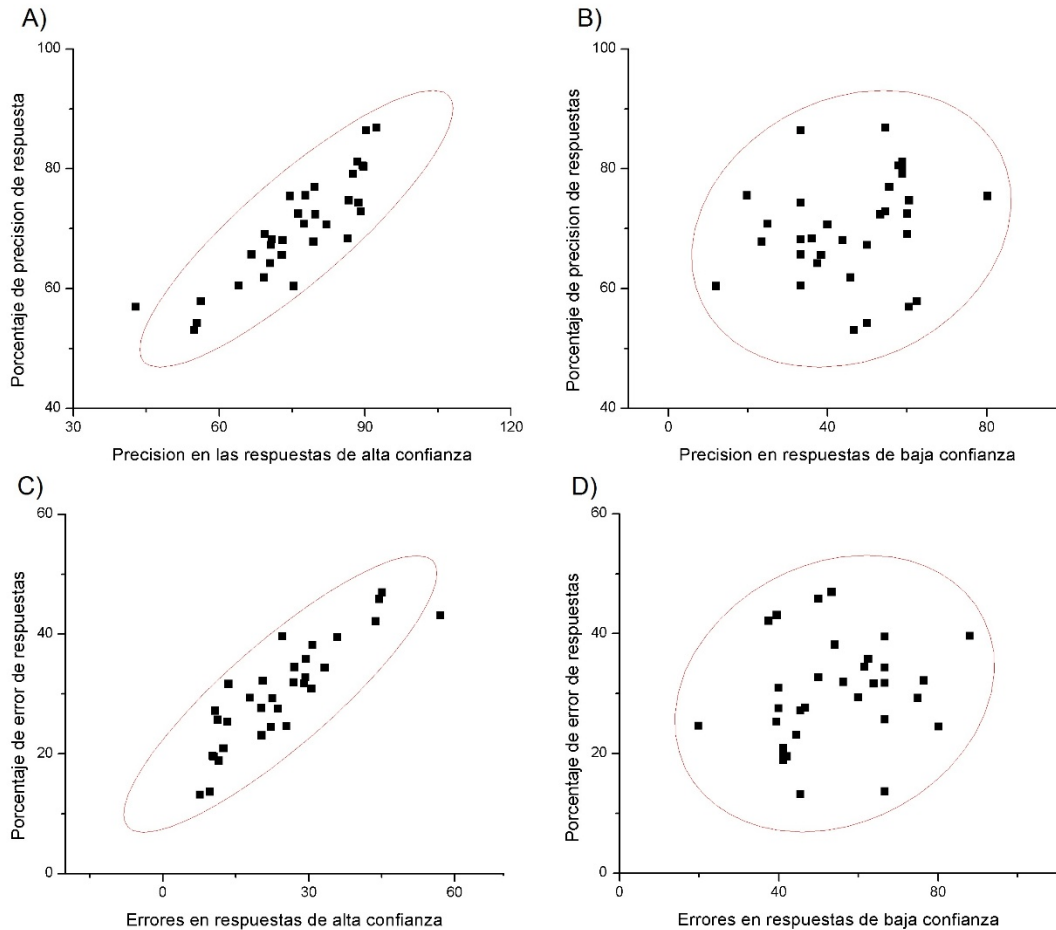 A)
100
80
60
40
Porcentaje de precision de respuesta
30
60
90
120
Precision en las respuestas de alta confianza
B)
100
80
60
40
Porcentaje de precision de respuestas
0
40
80
Precision en respuestas de baja confianza
C)
60
40
20
0
Porcentaje de error de respuestas
0
30
60
Errores en respuestas de alta confianza
D)
60
40
20
0
Porcentaje de error de respuestas
0
40
80
Errores en respuestas de baja confianza